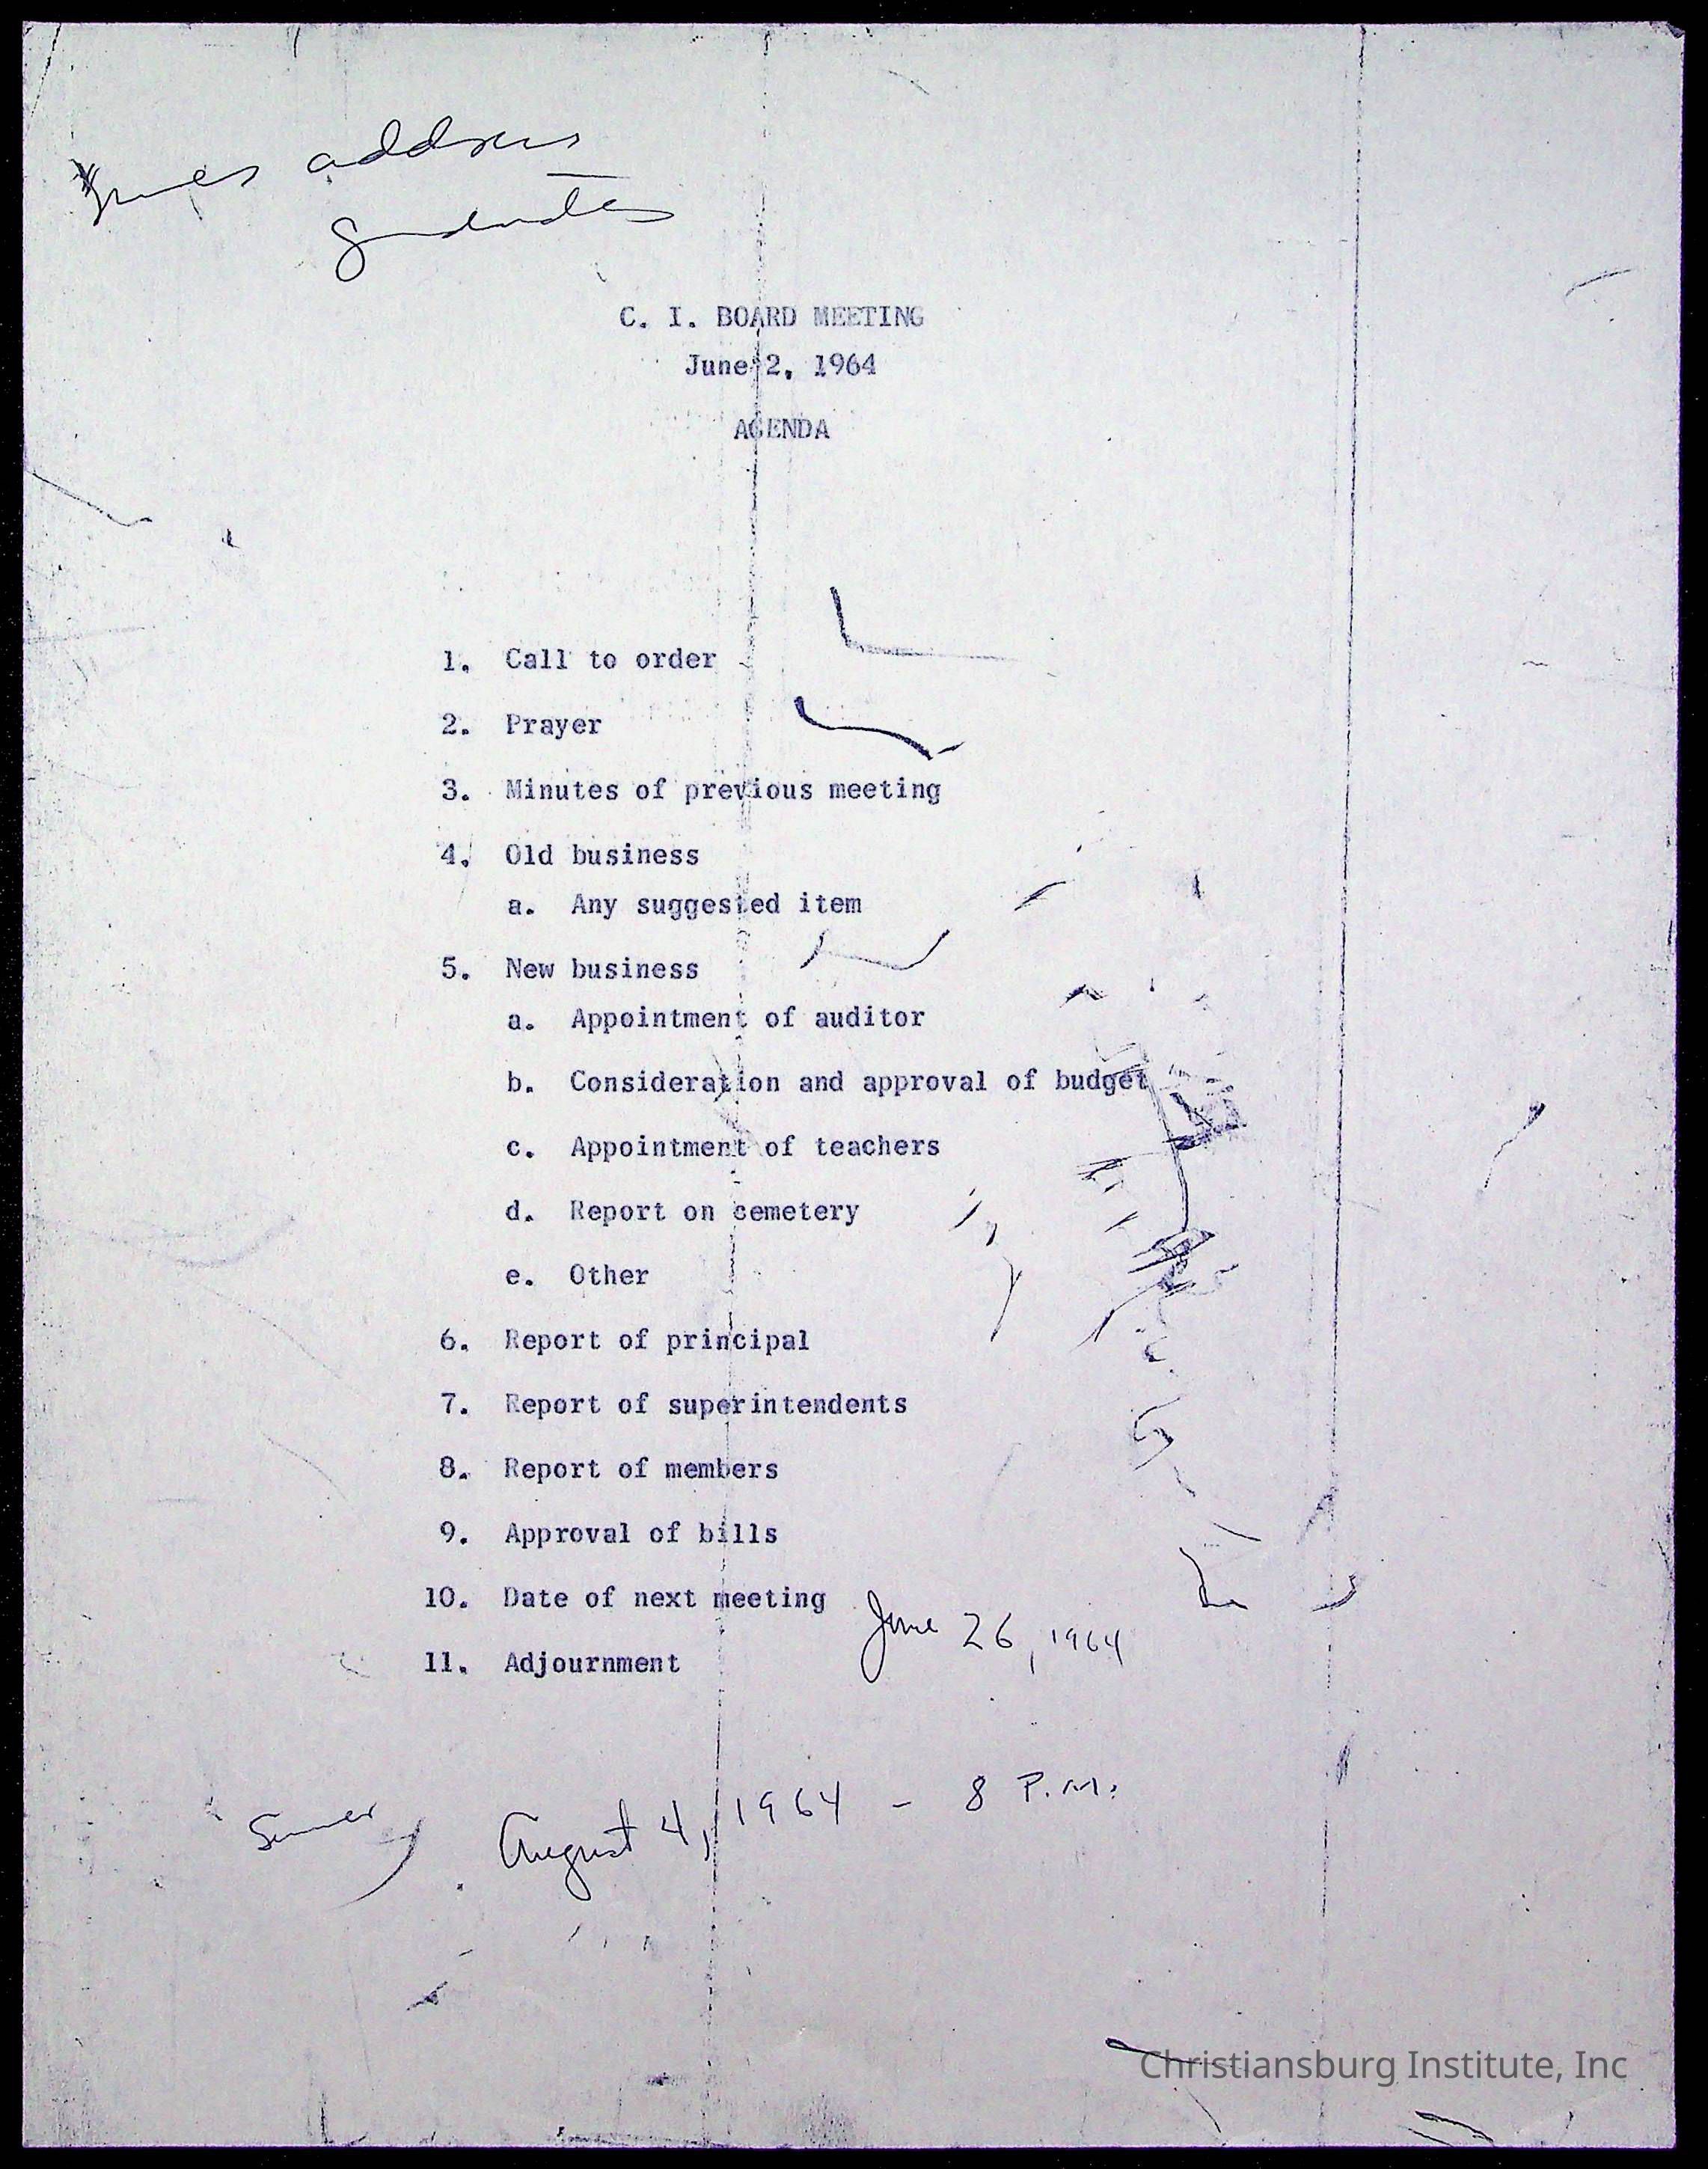 address
graduates
C. I. BOARD MEETING
June 2, 1964
AGENDA
1. Call to order
2. Prayer
3. Minutes of previous meeting
4. Old business
a. Any suggested item
5. New business
a. Appointment of auditor
b. Consideration and approval of budget
c. Appointment of teachers
d. Report on cemetery
e. Other
6. Report of principal
7. Report of superintendents
8. Report of members
9. Approval of bills
10. Date of next meeting June 26, 1964
11. Adjournment
August 4, 1964 - 8 P.M.
Christiansburg Institute, Inc